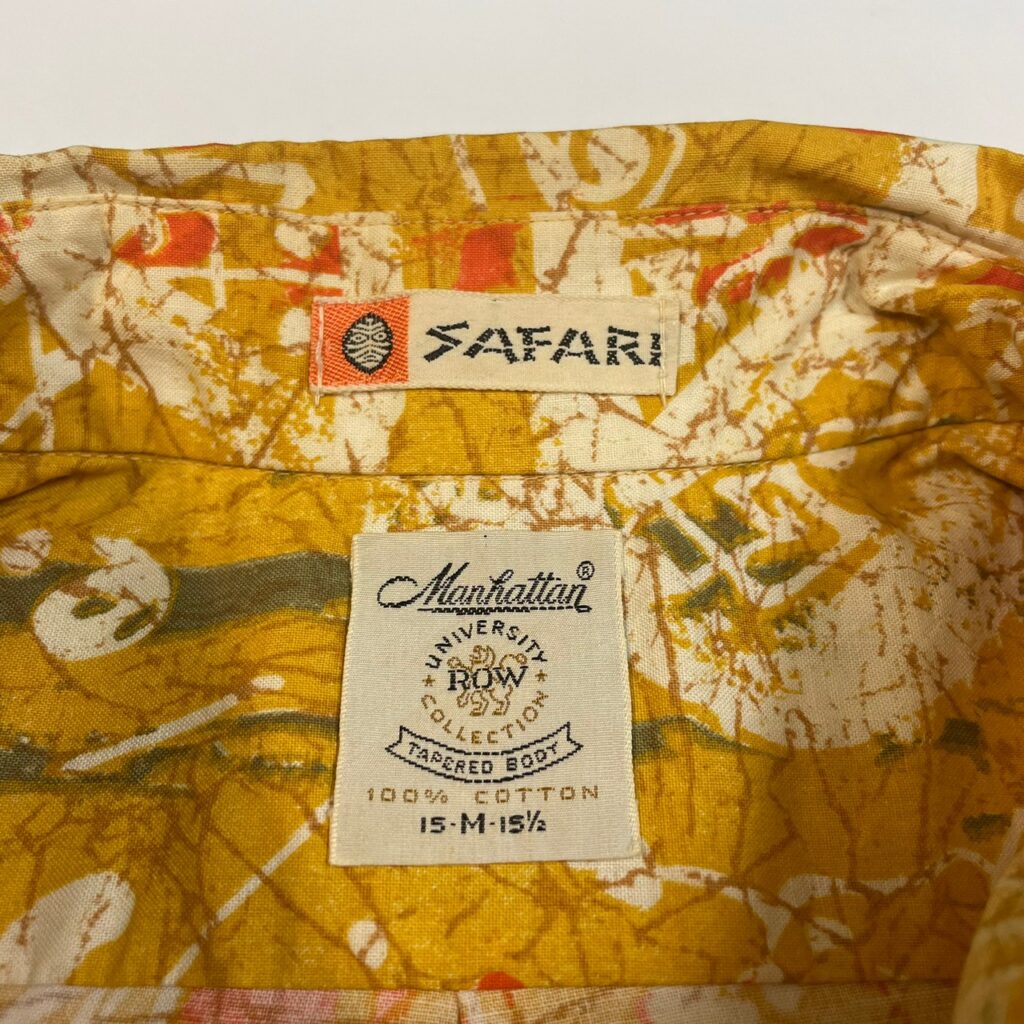 SAFARI
Manhattan®
UNIVERSITY
ROW
COLLECTION
TAPERED BODY
100% COTTON
15-M-15½